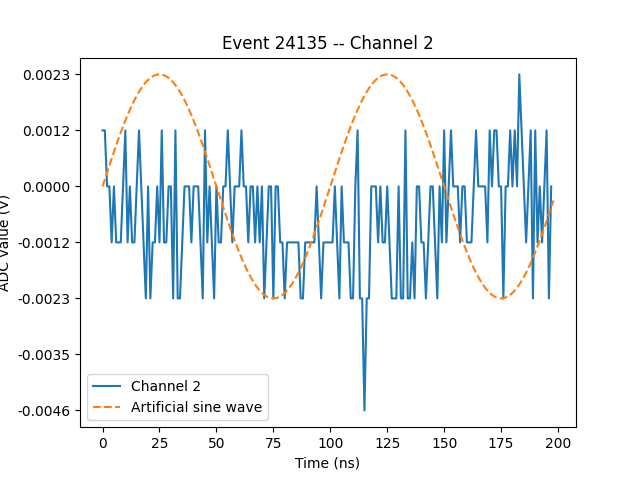 Event 24135 -- Channel 2
0.0023
0.0012
0.0000
-0.0012
-0.0023
-0.0035
-0.0046
ADC value (V)
Channel 2
Artificial sine wave
0 25 50 75 100 125 150 175 200
Time (ns)